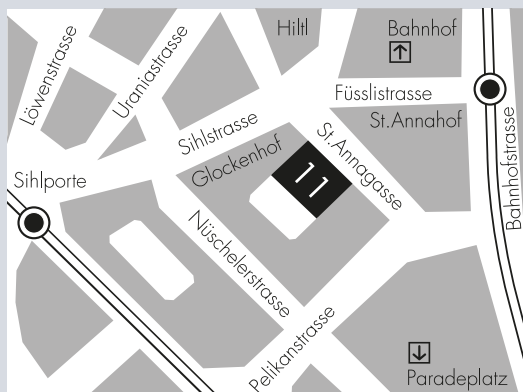 Hiltl
Bahnhof
Löwenstrasse
Uraniastrasse
Füsslistrasse
St.Annahof
Sihlstrasse
St.Annagasse
Glockenhof
11
Bahnhofstrasse
Sihlporte
Nüschelerstrasse
Pelikanstrasse
Paradeplatz